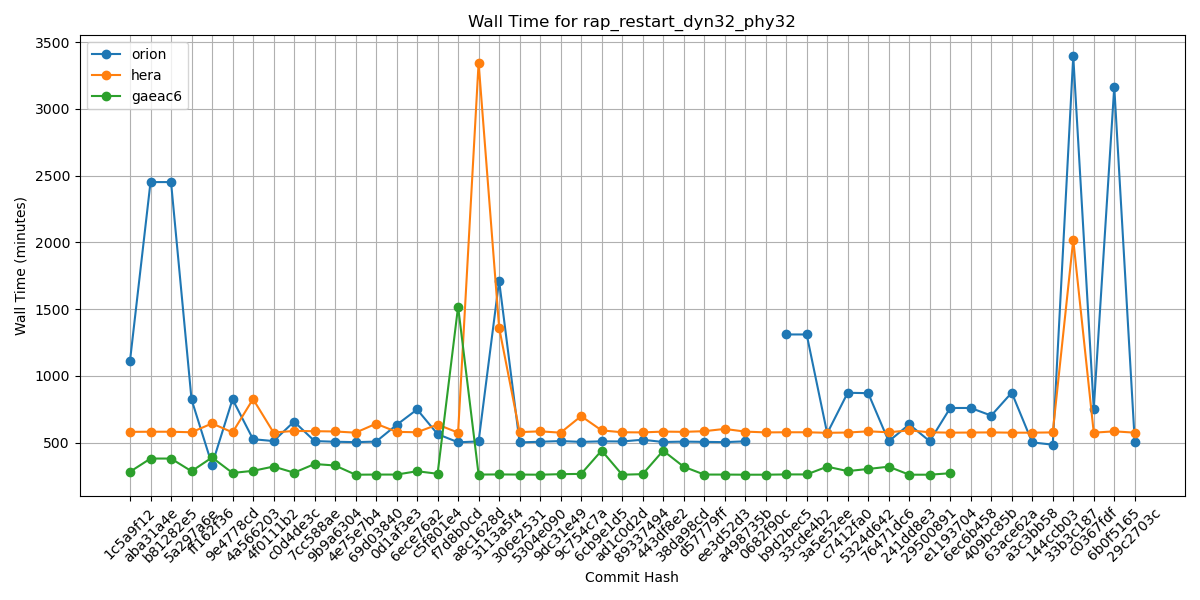 Wall Time for rap_restart_dyn32_phy32
orion
hera
gaeac6
Wall Time (minutes)
3500
3000
2500
2000
1500
1000
500
1c5a9f12
aba31a4e
b81282e5
5a297a6e
ff162f36
9e4778cd
4a566203
4f0111b2
c0d4de3c
7cc588ae
9b9a6304
4e75e7b4
69d03840
0d1af3e3
6ece76a2
c5f801e4
f7d8b0cd
a8c1628d
3113a5f4
306e2531
5304e090
9dc31e49
9c754c7a
6cb9e1d5
ad1c0d2d
89337494
443df8e2
38da98cd
d57779ff
ee3d52d3
a498735b
0682f90c
b9d2bec5
33cde4b2
3a5e52ee
c7412fa0
5324d642
76471dc6
241dd8e3
29500891
e1193704
6ec6b458
409bc85b
63ace62a
a3c3bb58
144ccb03
33b3c187
c0367fdf
6b0f5165
29c2703c
Commit Hash